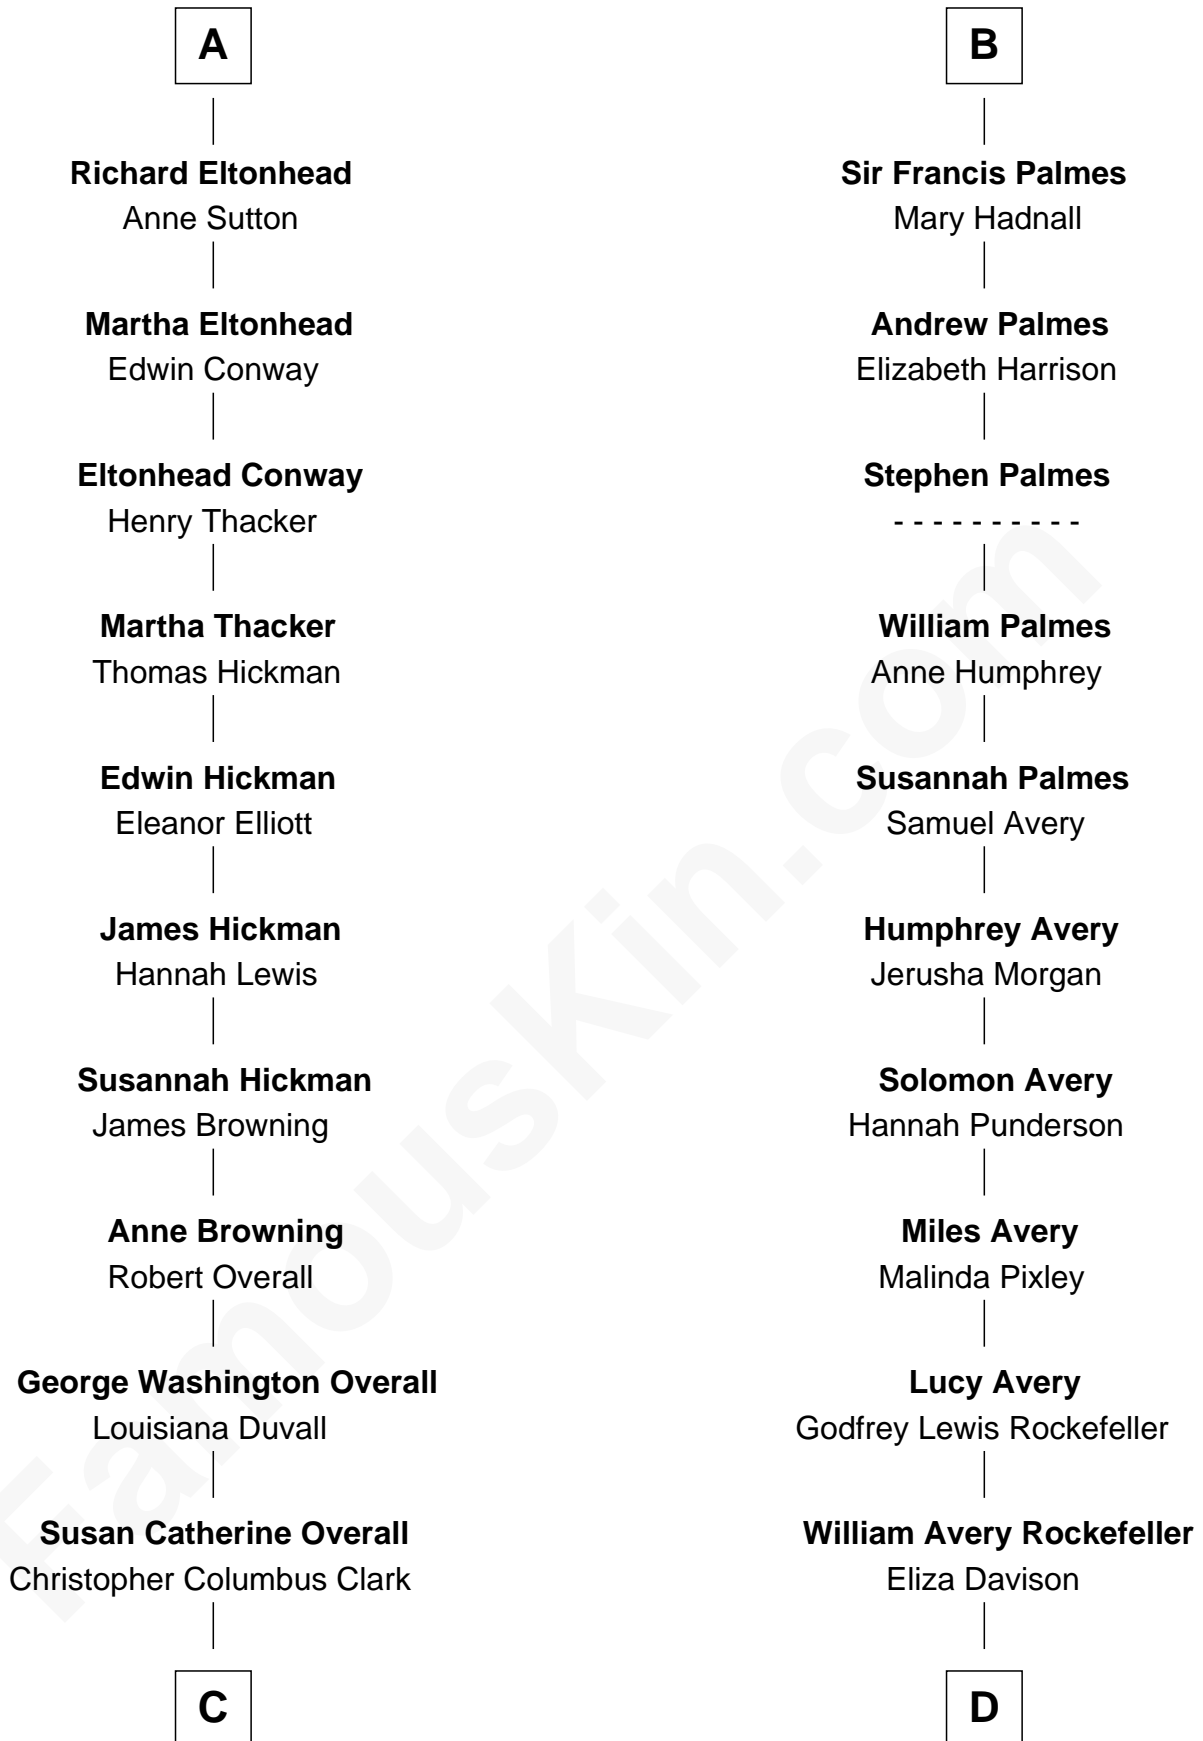 A
Richard Eltonhead
Anne Sutton
Martha Eltonhead
Edwin Conway
Eltonhead Conway
Henry Thacker
Martha Thacker
Thomas Hickman
Edwin Hickman
Eleanor Elliott
James Hickman
Hannah Lewis
Susannah Hickman
James Browning
Anne Browning
Robert Overall
George Washington Overall
Louisiana Duvall
Susan Catherine Overall
Christopher Columbus Clark
C
B
Sir Francis Palmes
Mary Hadnall
Andrew Palmes
Elizabeth Harrison
Stephen Palmes
- - - - - - - - - -
William Palmes
Anne Humphrey
Susannah Palmes
Samuel Avery
Humphrey Avery
Jerusha Morgan
Solomon Avery
Hannah Punderson
Miles Avery
Malinda Pixley
Lucy Avery
Godfrey Lewis Rockefeller
William Avery Rockefeller
Eliza Davison
D
FamousKin.com